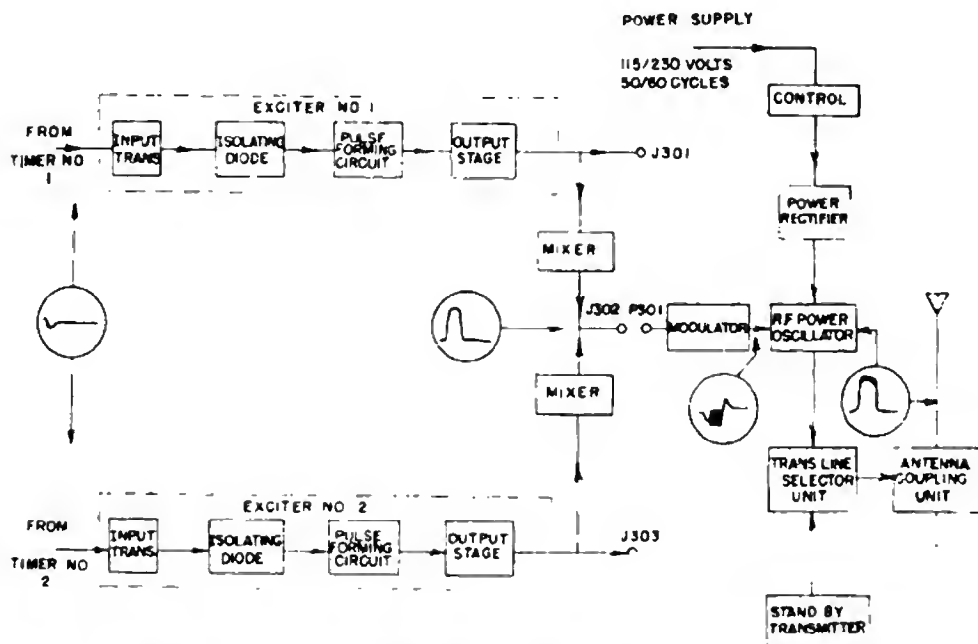 POWER SUPPLY
115/230 VOLTS
50/60 CYCLES
CONTROL
POWER
RECTIFIER
EXCITER NO 1
FROM
TIMER NO
1
INPUT
TRANS
ISOLATING
DIODE
PULSE
FORMING
CIRCUIT
OUTPUT
STAGE
J301
MIXER
J302 P301
MODULATOR
R.F. POWER
OSCILLATOR
MIXER
TRANS LINE
SELECTOR
UNIT
ANTENNA
COUPLING
UNIT
EXCITER NO 2
FROM
TIMER NO
2
INPUT
TRANS.
ISOLATING
DIODE
PULSE
FORMING
CIRCUIT
OUTPUT
STAGE
J303
STAND BY
TRANSMITTER